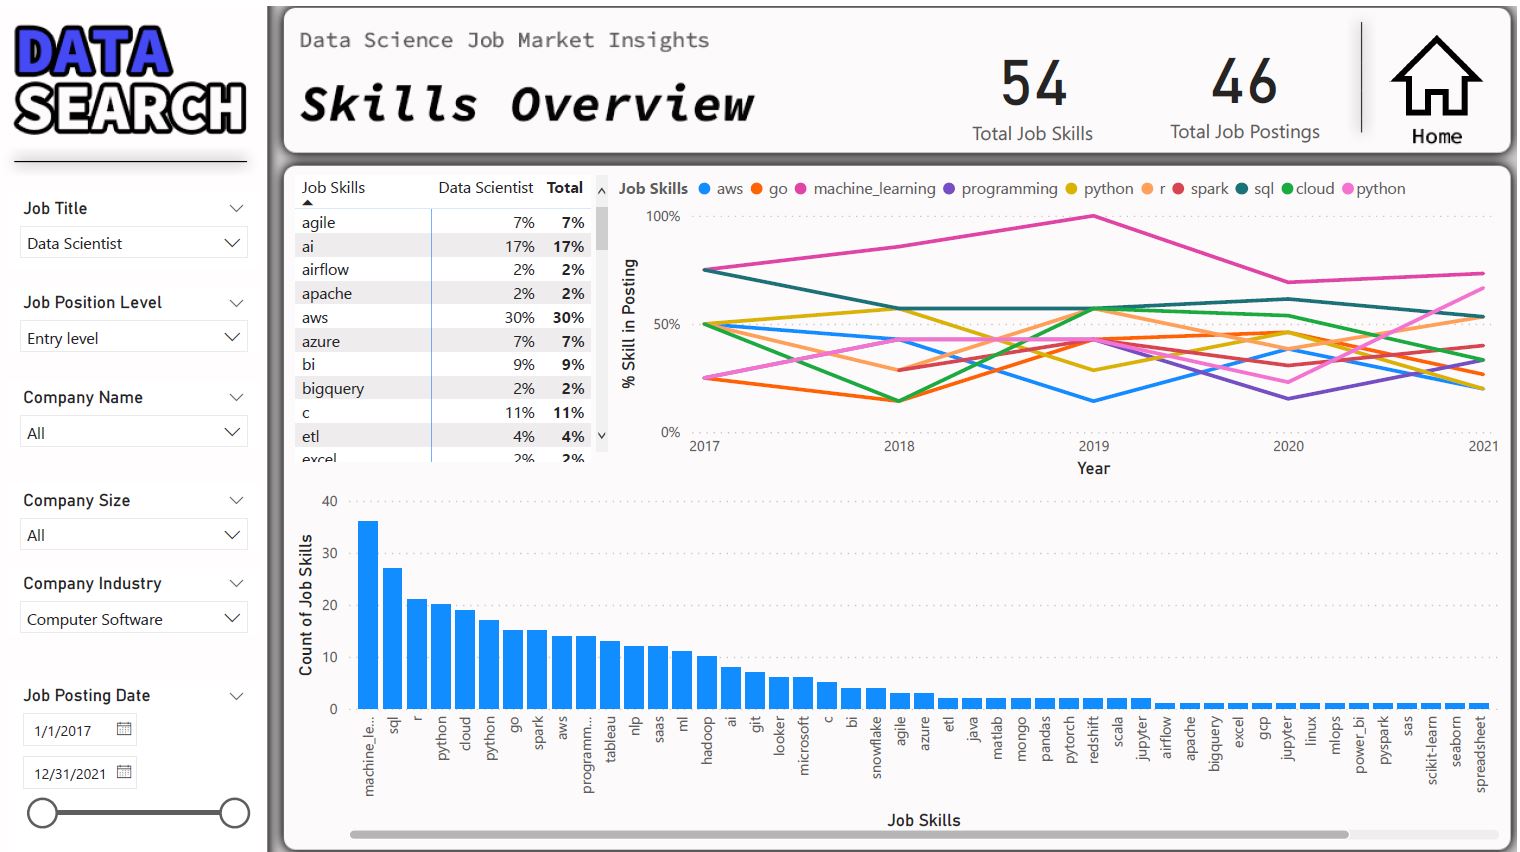 DATA
SEARCH
Job Title
Data Scientist
Job Position Level
Entry level
Company Name
All
Company Size
All
Company Industry
Computer Software
Job Posting Date
1/1/2017
12/31/2021
Data Science Job Market Insights
Skills Overview
54
Total Job Skills
46
Total Job Postings
Home
Job Skills Data Scientist Total
agile 7% 7%
ai 17% 17%
airflow 2% 2%
apache 2% 2%
aws 30% 30%
azure 7% 7%
bi 9% 9%
bigquery 2% 2%
c 11% 11%
etl 4% 4%
excel 2% 2%
Job Skills aws go machine_learning programming python r spark sql cloud python
% Skill in Posting
100%
50%
0%
2017 2018 2019 2020 2021
Year
Count of Job Skills
40
30
20
10
0
machine_le...
sql
r
python
cloud
python
go
spark
aws
programm...
tableau
nlp
saas
ml
hadoop
ai
git
looker
microsoft
c
bi
snowflake
agile
azure
etl
java
matlab
mongo
pandas
pytorch
redshift
scala
jupyter
airflow
apache
bigquery
excel
gcp
jupyter
linux
mlops
power_bi
pyspark
sas
scikit-learn
seaborn
spreadsheet
Job Skills